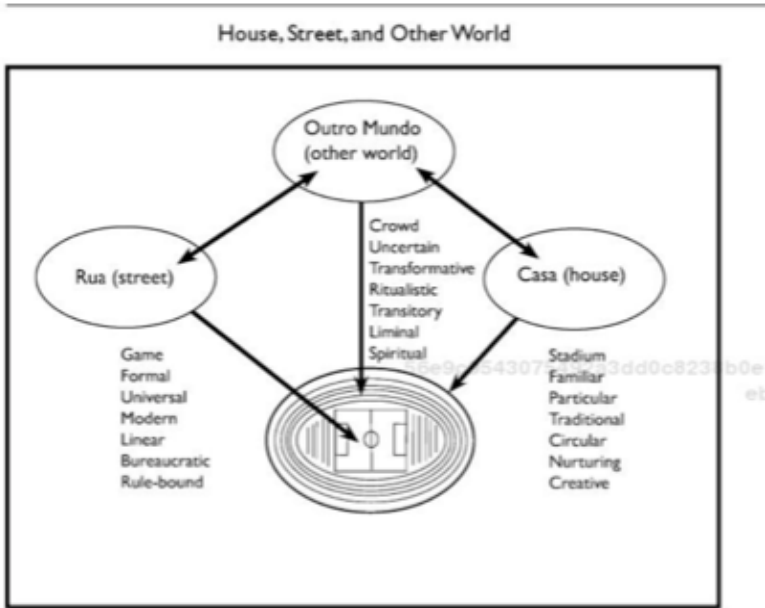 House, Street, and Other World
Outro Mundo
(other world)
Rua (street)
Casa (house)
Crowd
Uncertain
Transformative
Ritualistic
Transitory
Liminal
Spiritual
Game
Formal
Universal
Modern
Linear
Bureaucratic
Rule-bound
Stadium
Familiar
Particular
Traditional
Circular
Nurturing
Creative